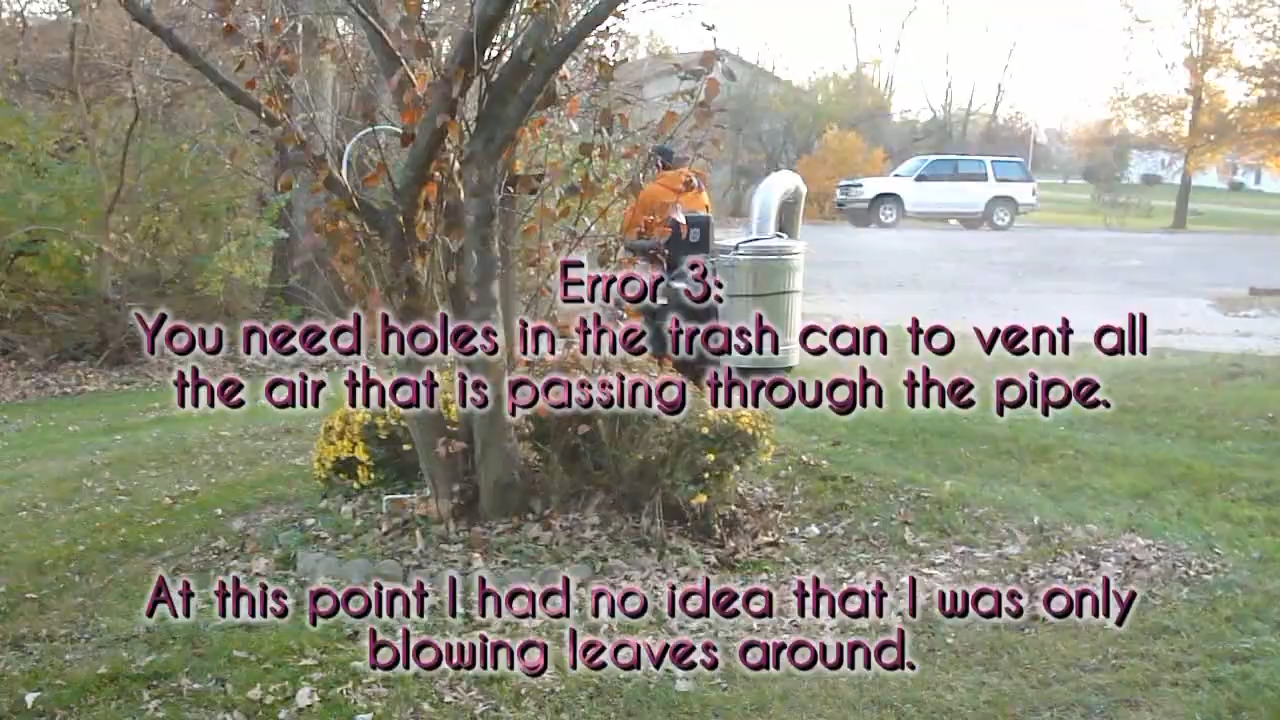 Error 3:
You need holes in the trash can to vent all
the air that is passing through the pipe.
At this point I had no idea that I was only
blowing leaves around.